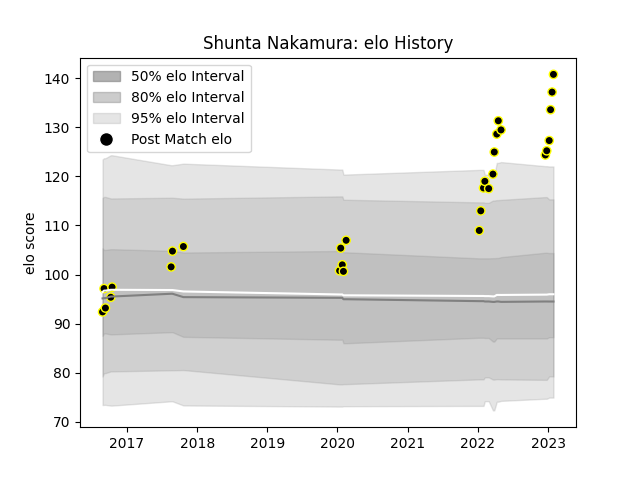 Shunta Nakamura: elo History
50% elo Interval
80% elo Interval
95% elo Interval
Post Match elo
elo score
140
130
120
110
100
90
80
70
2017 2018 2019 2020 2021 2022 2023